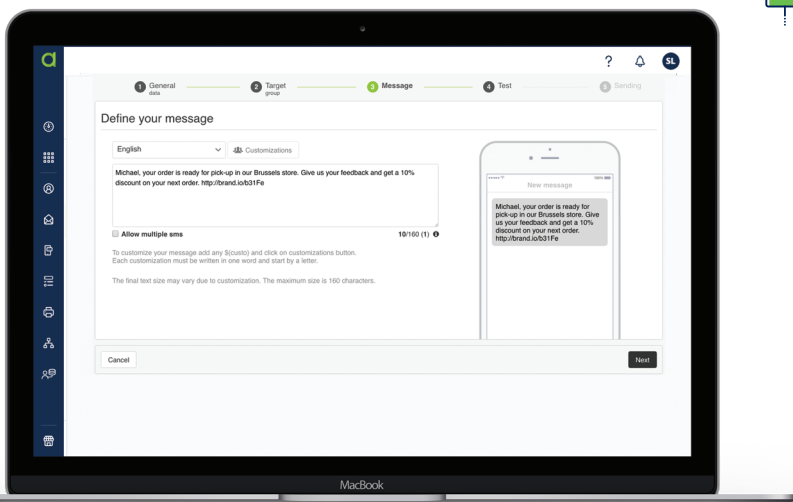 ?
SL
1 General
data
2 Target
group
3 Message
4 Test
5 Sending
Define your message
English
Customizations
Michael, your order is ready for pick-up in our Brussels store. Give us your feedback and get a 10%
discount on your next order. http://brand.io/b31Fe
Allow multiple sms
10/160 (1)
To customize your message add any ${custo} and click on customizations button.
Each customization must be written in one word and start by a letter.
The final text size may vary due to customization. The maximum size is 160 characters.
100%
New message
Michael, your order is ready for
pick-up in our Brussels store. Give
us your feedback and get a 10%
discount on your next order.
http://brand.io/b31Fe
Cancel
Next
MacBook